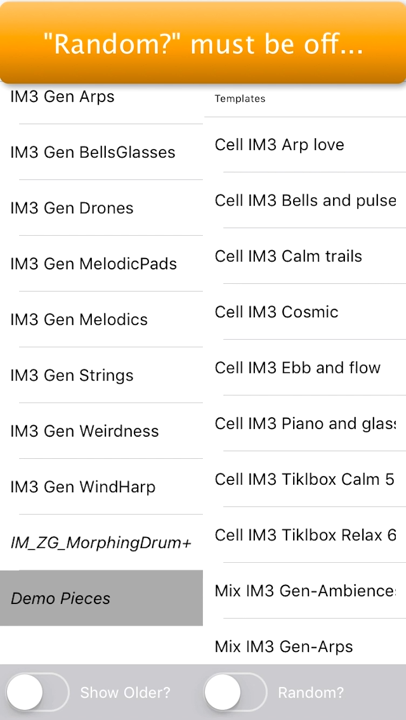 "Random?" must be off...
IM3 Gen Arps
IM3 Gen BellsGlasses
IM3 Gen Drones
IM3 Gen MelodicPads
IM3 Gen Melodics
IM3 Gen Strings
IM3 Gen Weirdness
IM3 Gen WindHarp
IM_ZG_MorphingDrum+
Demo Pieces
Templates
Cell IM3 Arp love
Cell IM3 Bells and pulse
Cell IM3 Calm trails
Cell IM3 Cosmic
Cell IM3 Ebb and flow
Cell IM3 Piano and glass
Cell IM3 Tiklbox Calm 5
Cell IM3 Tiklbox Relax 6
Mix IM3 Gen-Ambience
Mix IM3 Gen-Arps
Show Older?
Random?